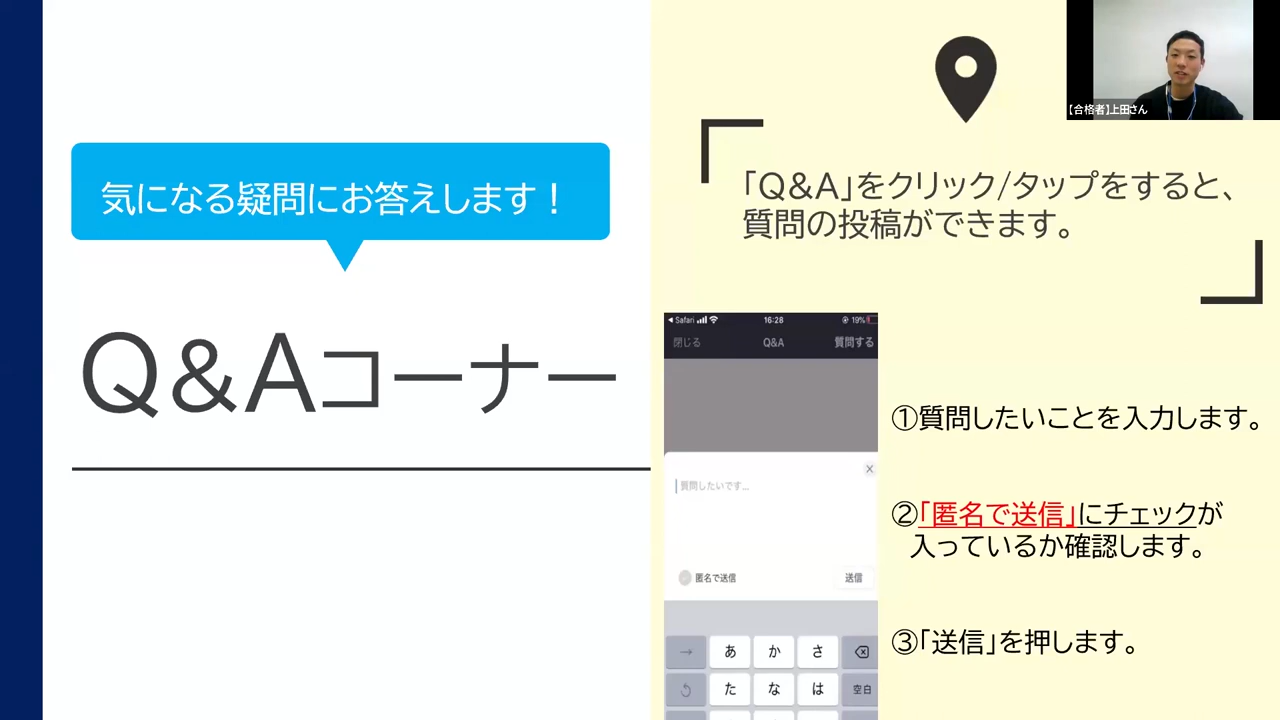 気になる疑問にお答えします！
Q&Aコーナー
「Q&A」をクリック/タップをすると、
質問の投稿ができます。
【合格者】上田さん
Safari
16:28
19%
閉じる
Q&A
質問する
質問したいです...
匿名で送信
送信
→
あ
か
さ
た
な
は
空白
①質問したいことを入力します。
②「匿名で送信」にチェックが
入っているか確認します。
③「送信」を押します。